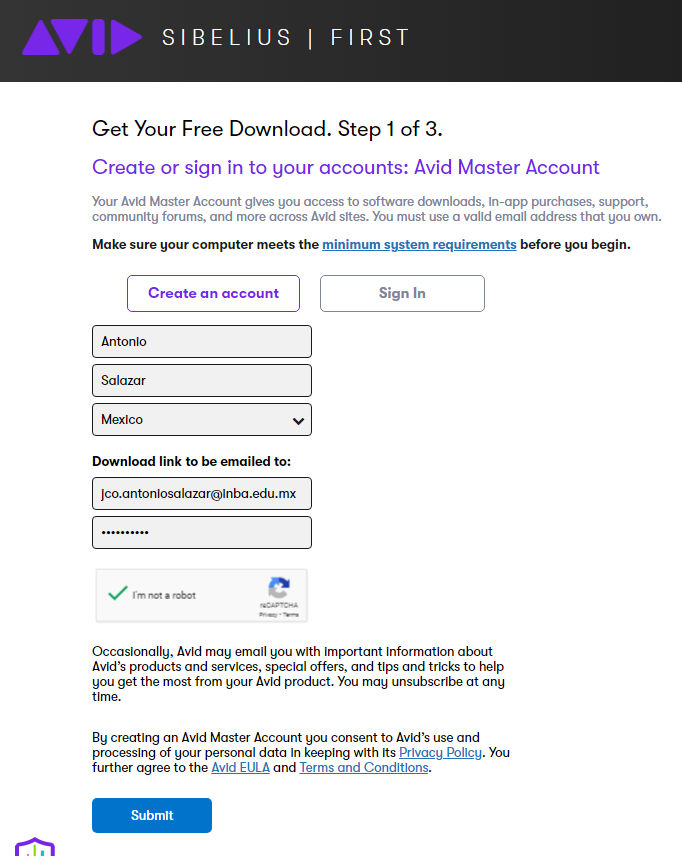 AVID SIBELIUS | FIRST
Get Your Free Download. Step 1 of 3.
Create or sign in to your accounts: Avid Master Account
Your Avid Master Account gives you access to software downloads, in-app purchases, support,
community forums, and more across Avid sites. You must use a valid email address that you own.
Make sure your computer meets the minimum system requirements before you begin.
Create an account Sign In
Antonio
Salazar
Mexico
Download link to be emailed to:
jco.antoniosalazar@inba.edu.mx
••••••••••
I'm not a robot
reCAPTCHA
Privacy - Terms
Occasionally, Avid may email you with important information about
Avid's products and services, special offers, and tips and tricks to help
you get the most from your Avid product. You may unsubscribe at any
time.
By creating an Avid Master Account you consent to Avid's use and
processing of your personal data in keeping with its Privacy Policy. You
further agree to the Avid EULA and Terms and Conditions.
Submit